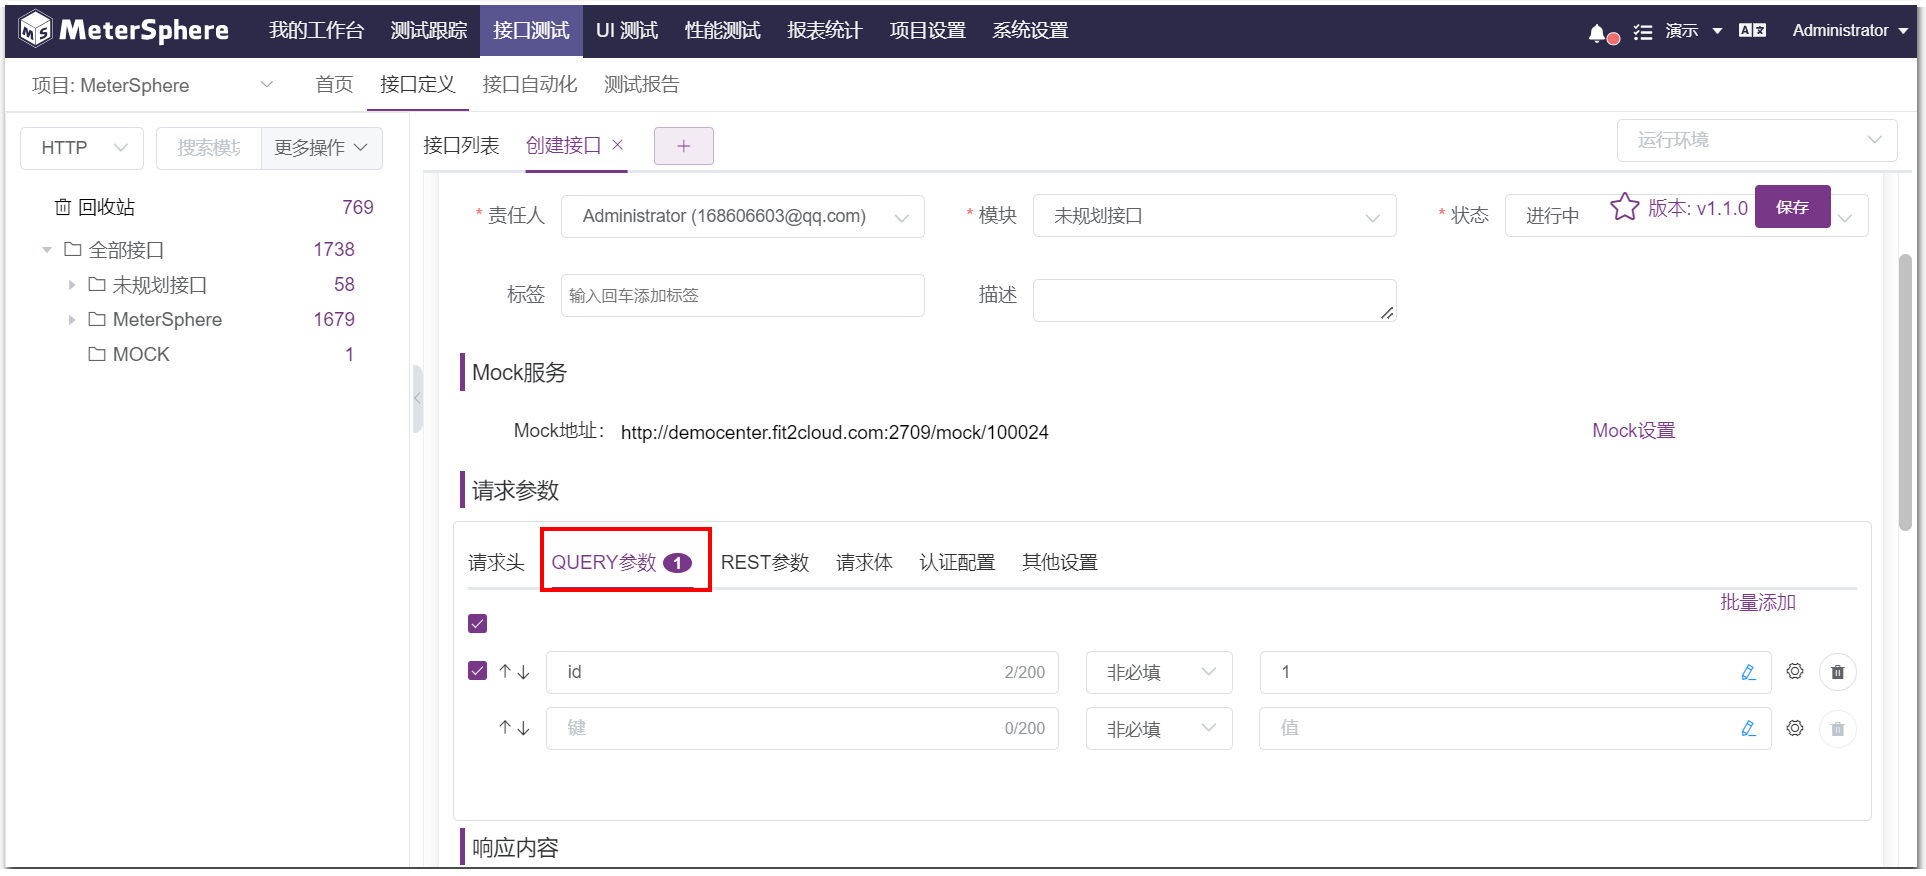 MeterSphere 我的工作台 测试跟踪 接口测试 UI 测试 性能测试 报表统计 项目设置 系统设置 演示 Administrator
项目: MeterSphere 首页 接口定义 接口自动化 测试报告
HTTP 搜索模块 更多操作 接口列表 创建接口 运行环境
回收站 769
全部接口 1738
未规划接口 58
MeterSphere 1679
MOCK 1
* 责任人 Administrator (168606603@qq.com) * 模块 未规划接口 * 状态 进行中 版本: v1.1.0 保存
标签 输入回车添加标签 描述
Mock服务
Mock地址: http://democenter.fit2cloud.com:2709/mock/100024 Mock设置
请求参数
请求头 QUERY参数 1 REST参数 请求体 认证配置 其他设置
批量添加
id 2/200 非必填 1
键 0/200 非必填 值
响应内容